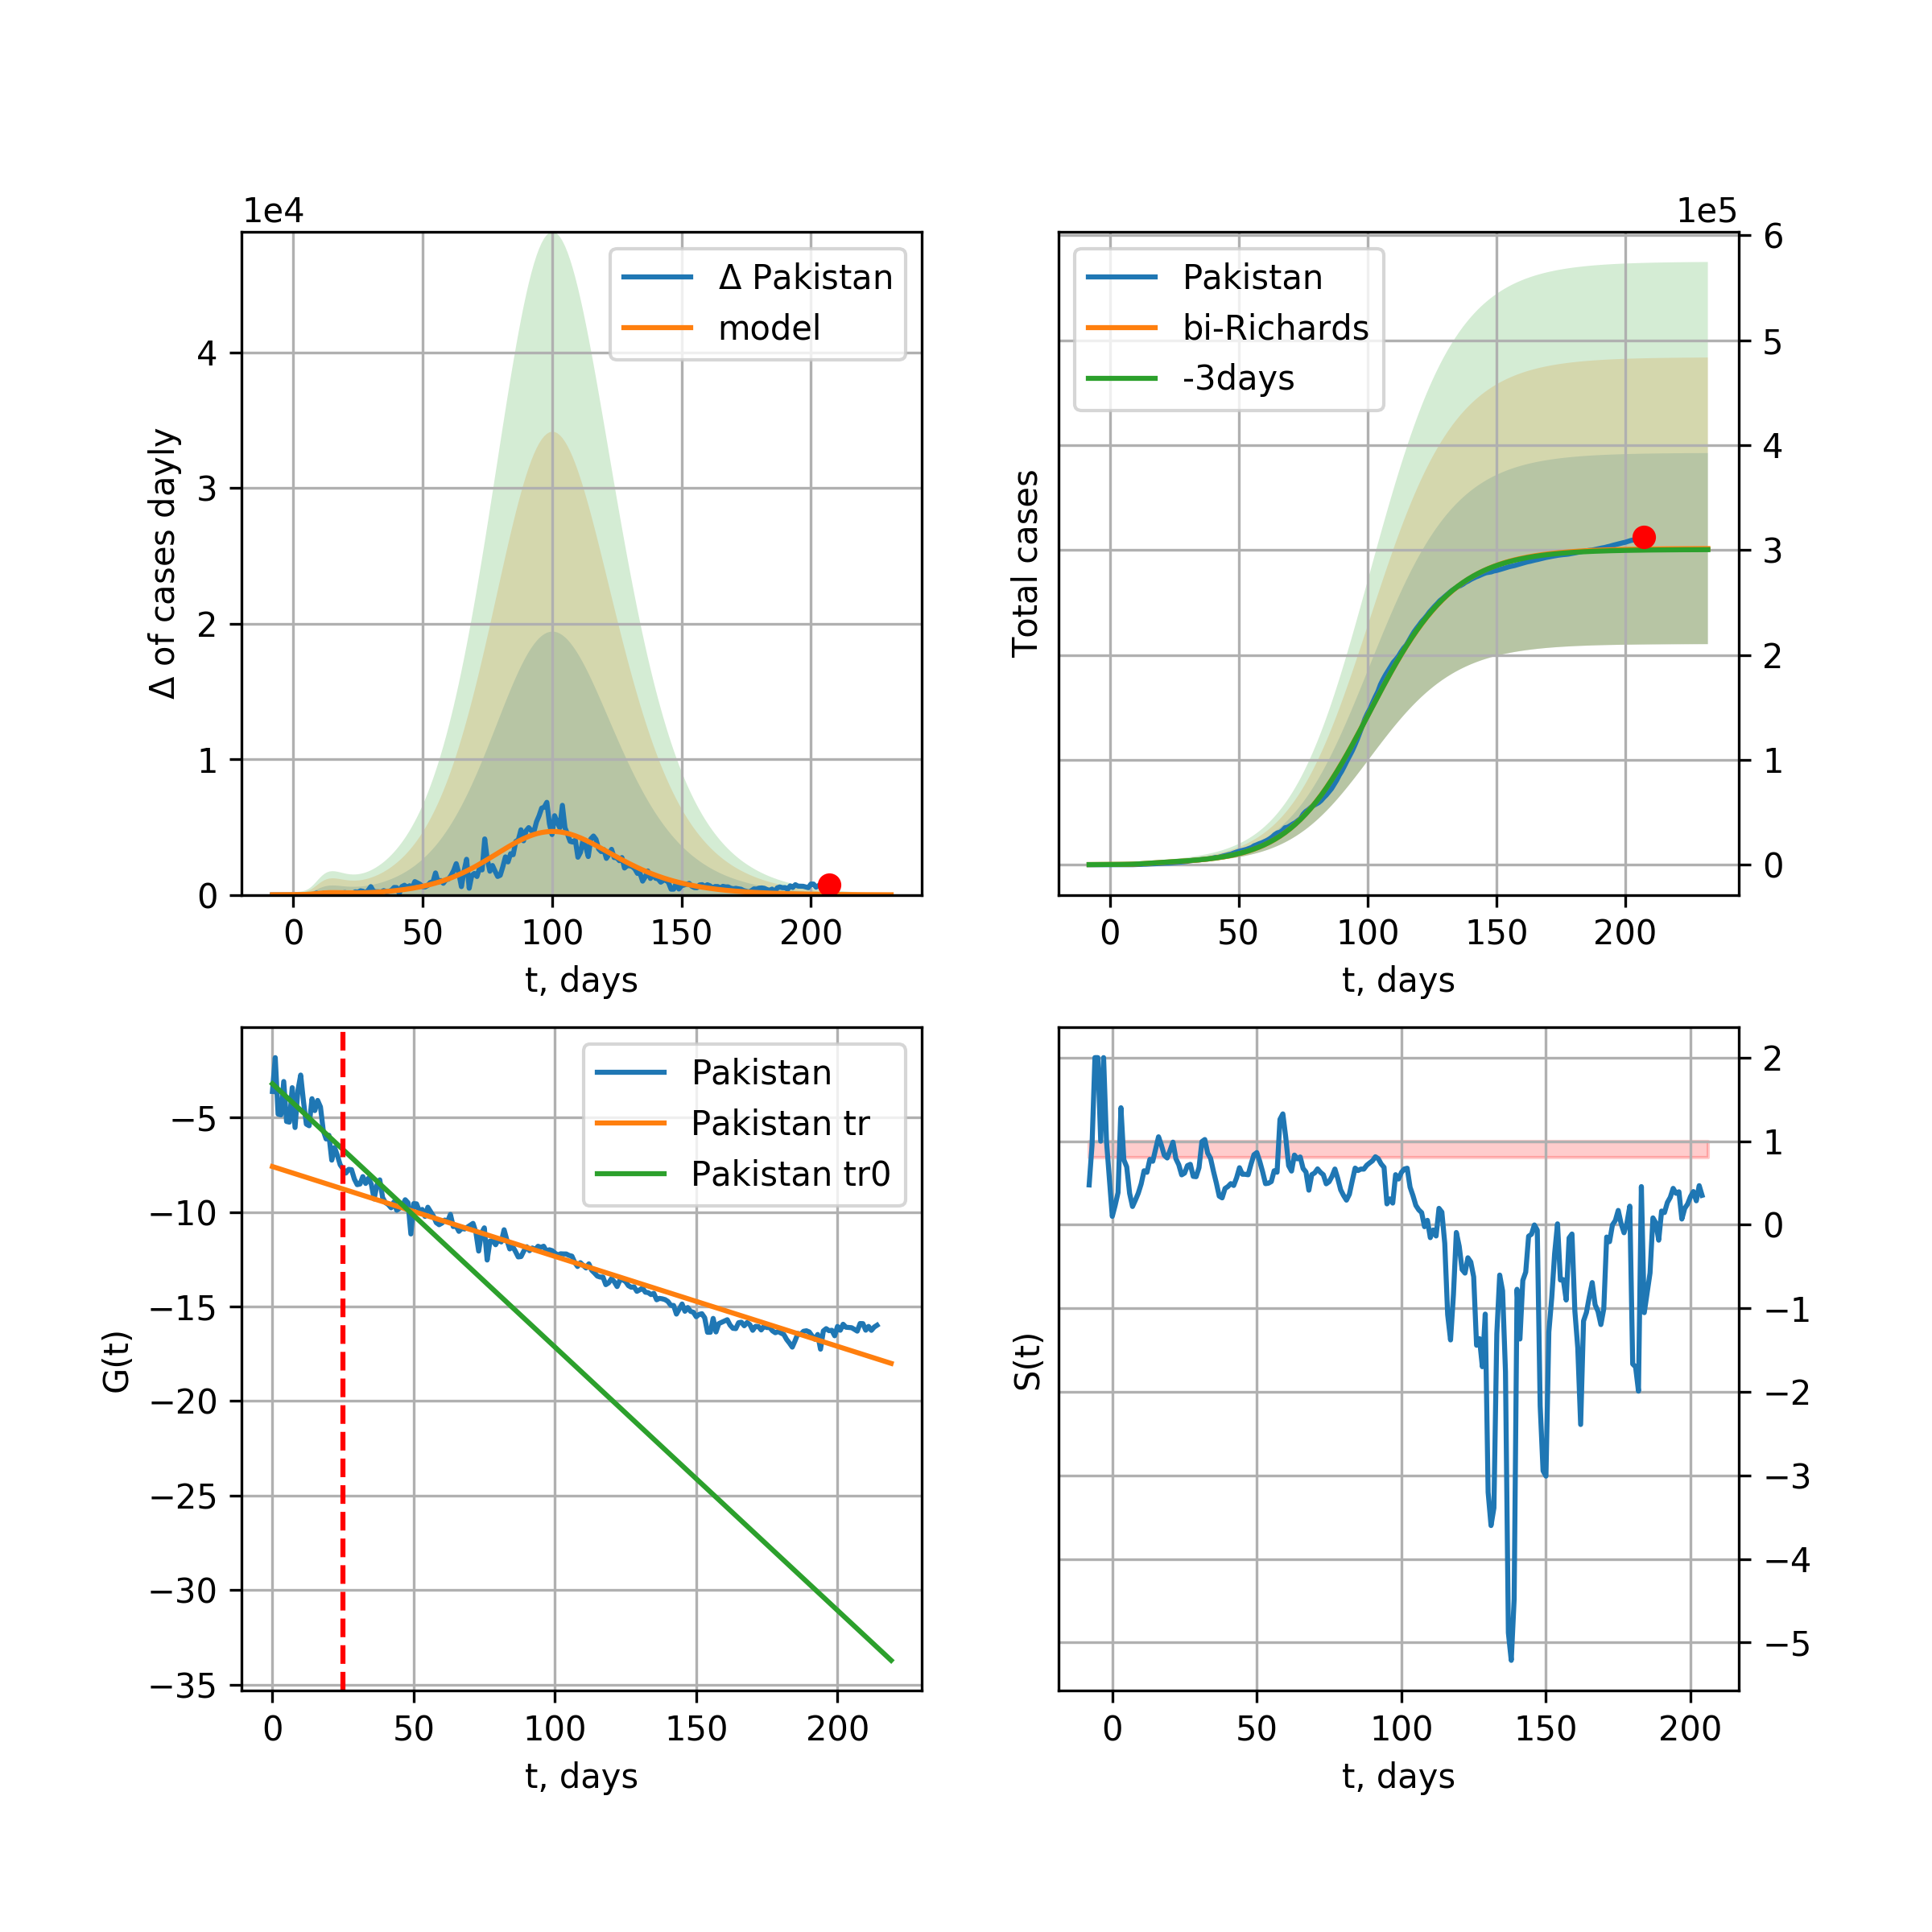 1e4
Δ of cases dayly
4
3
2
1
0
Δ Pakistan
model
0 50 100 150 200
t, days
1e5
Total cases
Pakistan
bi-Richards
-3days
6
5
4
3
2
1
0
0 50 100 150 200
t, days
G(t)
−5
−10
−15
−20
−25
−30
−35
Pakistan
Pakistan tr
Pakistan tr0
0 50 100 150 200
t, days
S(t)
2
1
0
−1
−2
−3
−4
−5
0 50 100 150 200
t, days